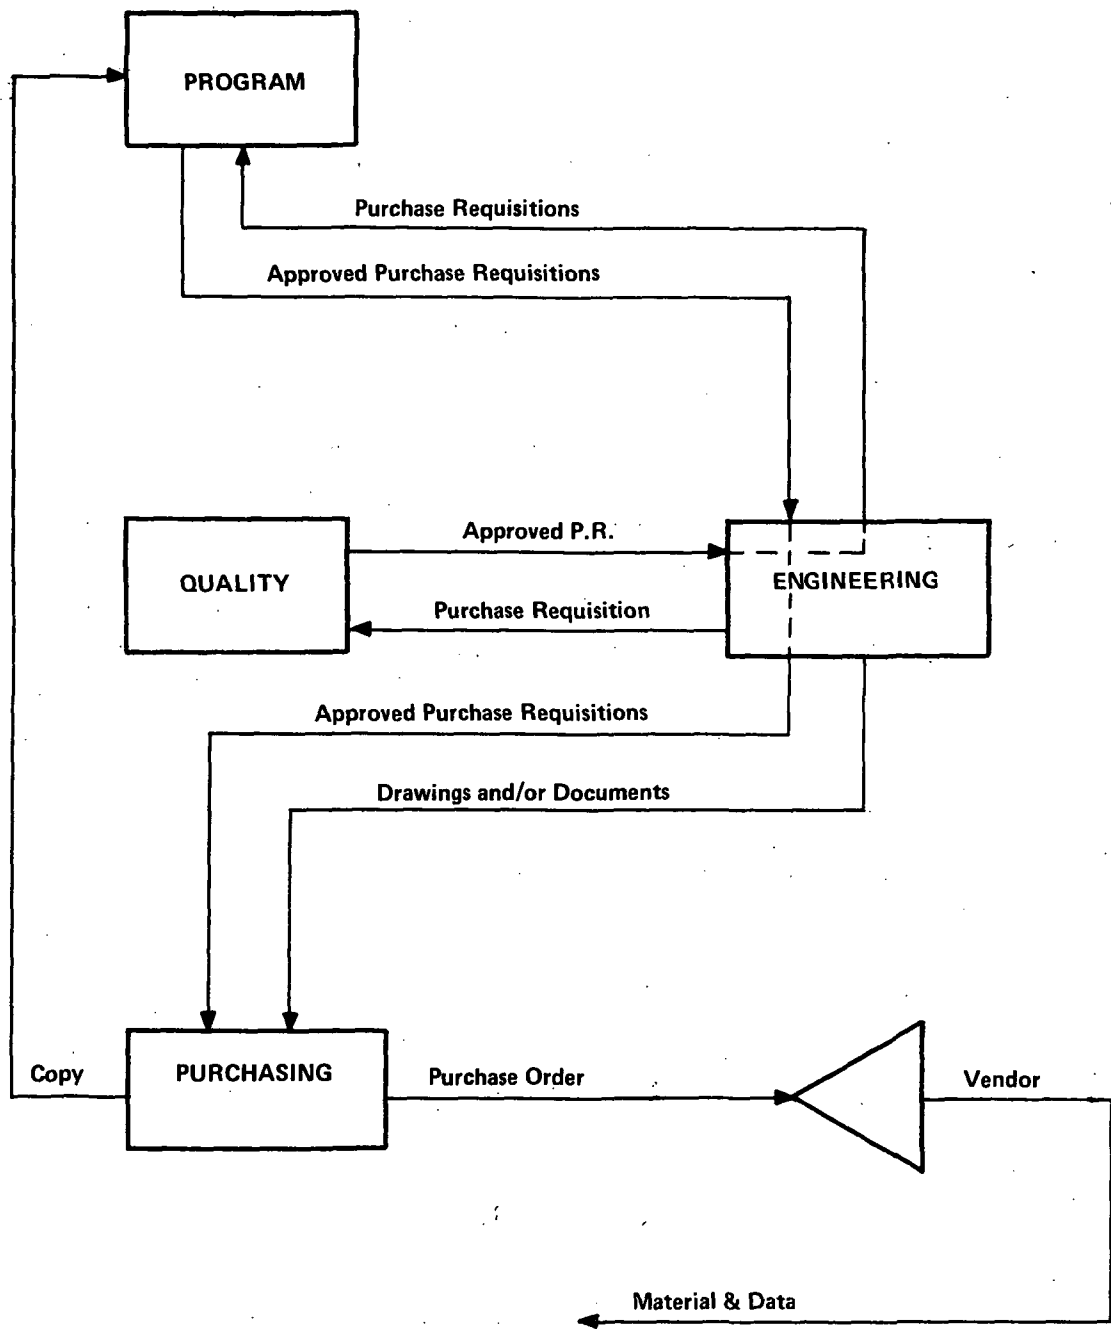 PROGRAM
Purchase Requisitions
Approved Purchase Requisitions
Approved P.R.
QUALITY
ENGINEERING
Purchase Requisition
Approved Purchase Requisitions
Drawings and/or Documents
Copy
PURCHASING
Purchase Order
Vendor
Material & Data